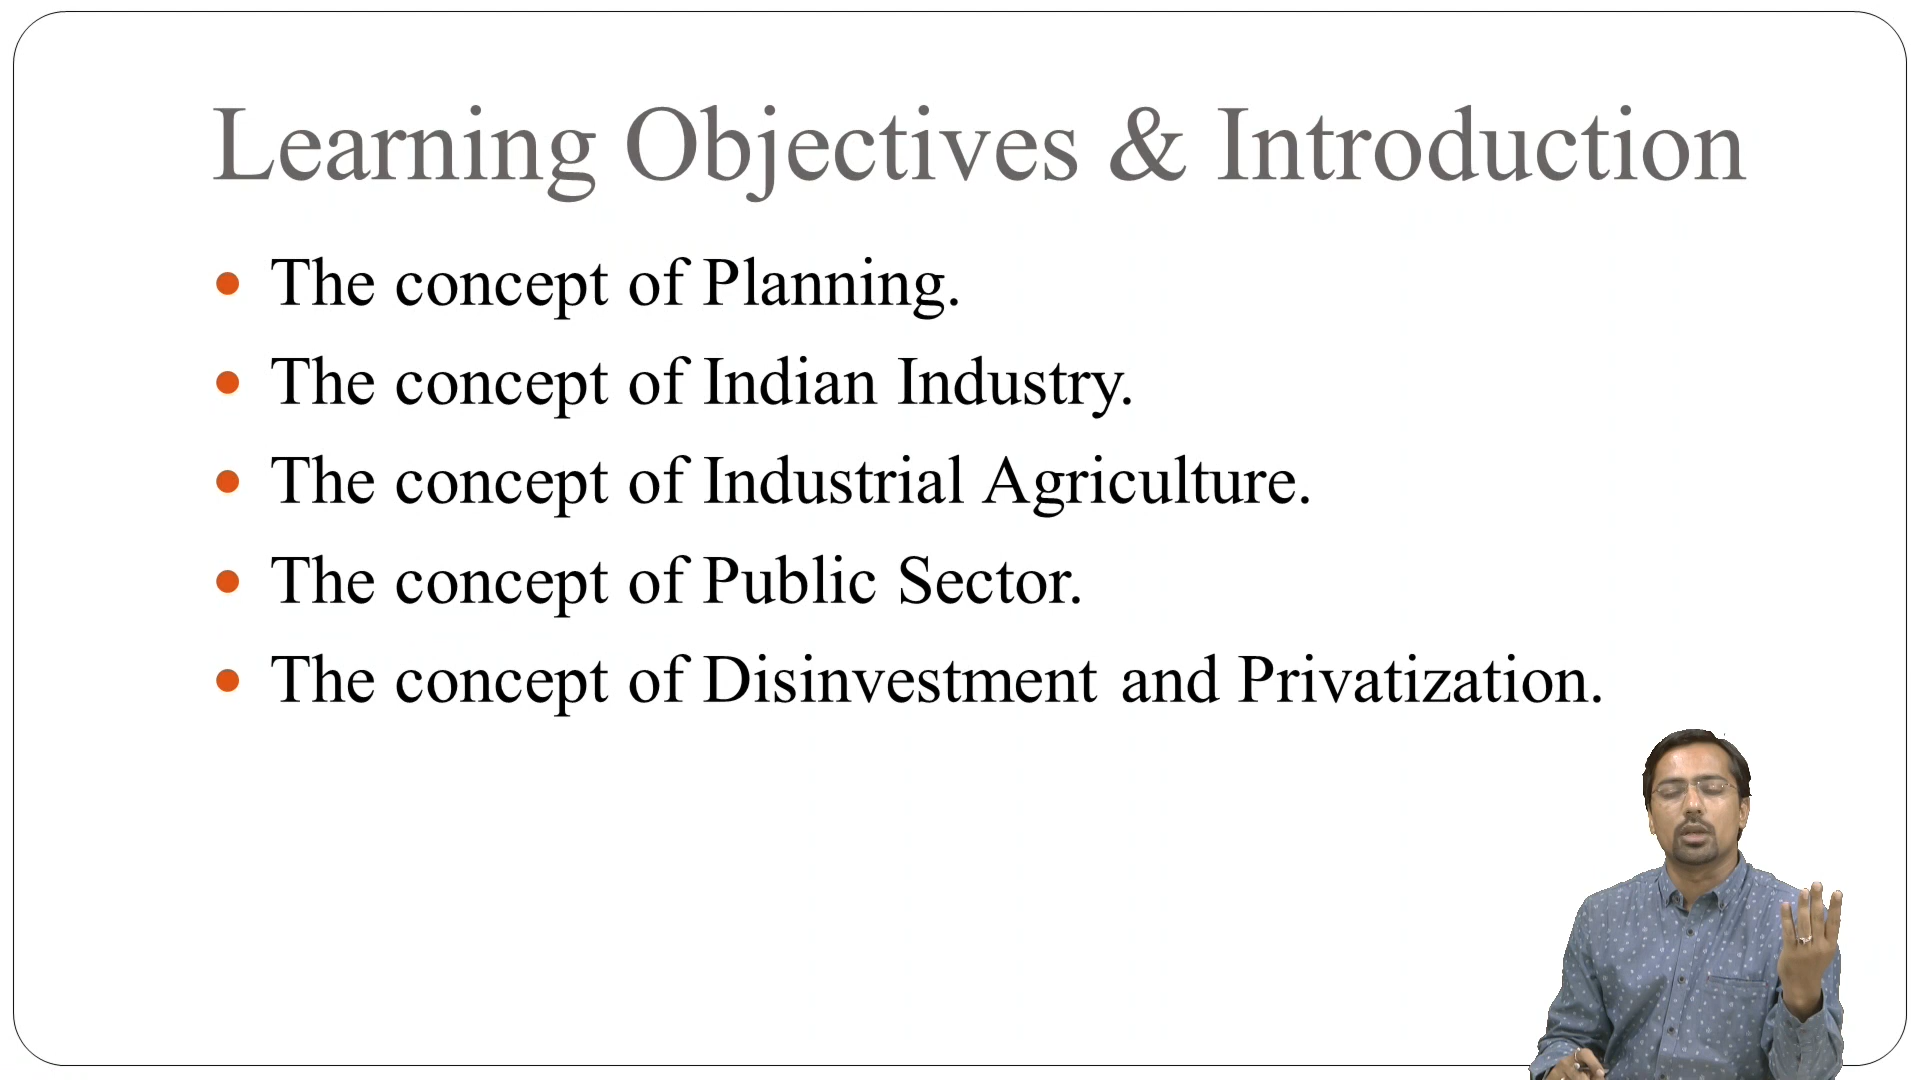 Learning Objectives & Introduction
The concept of Planning.
The concept of Indian Industry.
The concept of Industrial Agriculture.
The concept of Public Sector.
The concept of Disinvestment and Privatization.